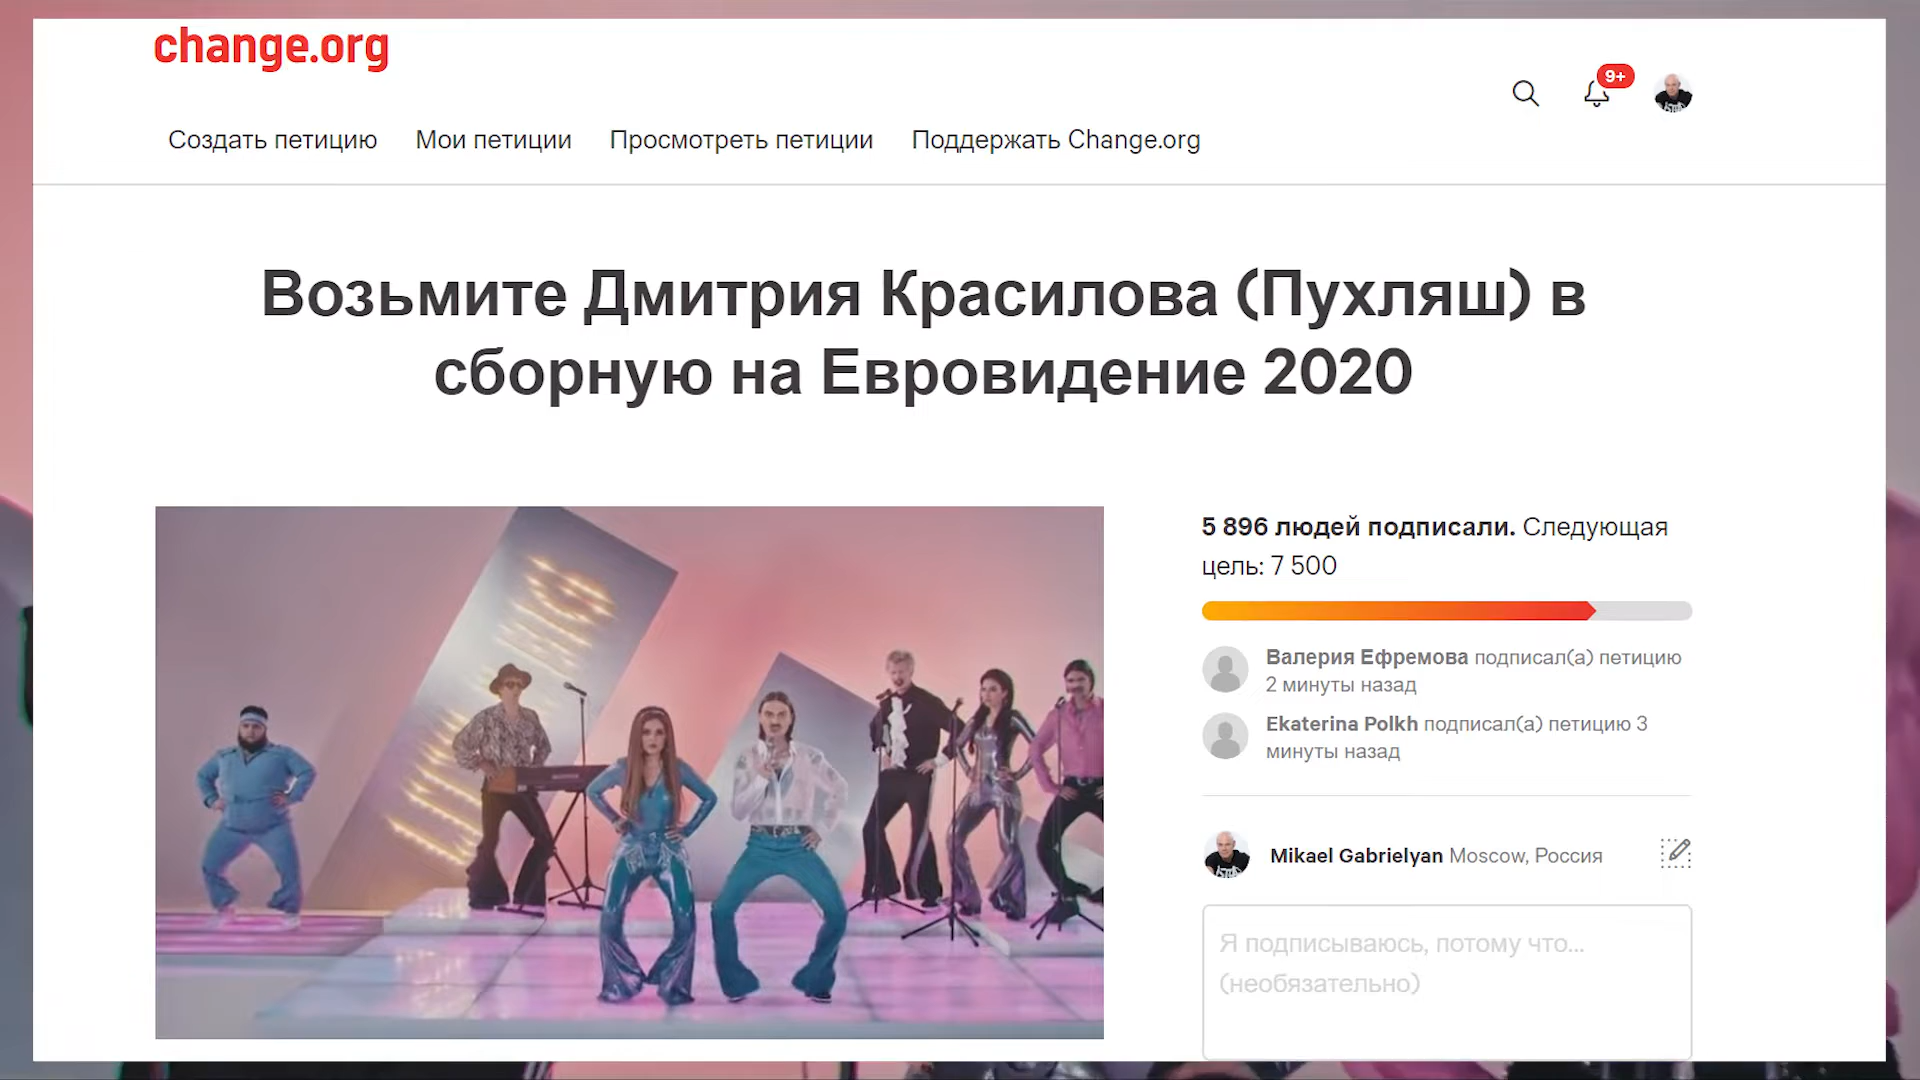 change.org
9+
Создать петицию Мои петиции Просмотреть петиции Поддержать Change.org
Возьмите Дмитрия Красилова (Пухляш) в
сборную на Евровидение 2020
5 896 людей подписали. Следующая
цель: 7 500
Валерия Ефремова подписал(а) петицию
2 минуты назад
Ekaterina Polkh подписал(а) петицию 3
минуты назад
Mikael Gabrielyan Moscow, Россия
Я подписываюсь, потому что...
(необязательно)